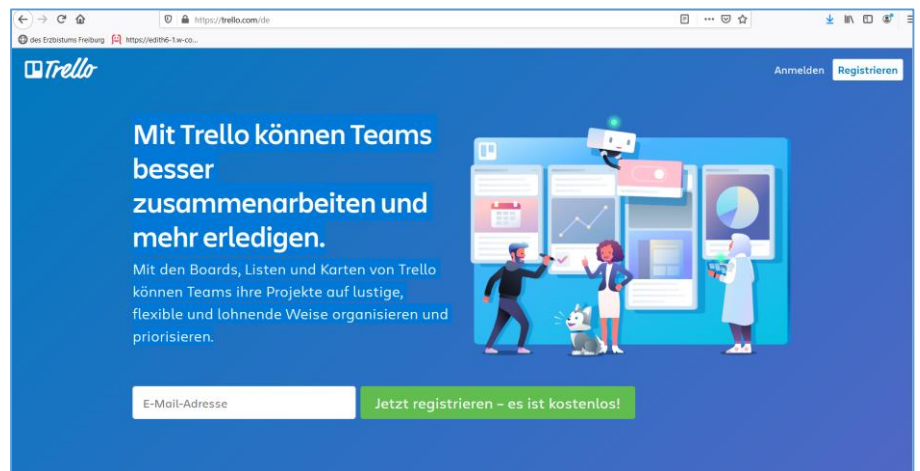 https://trello.com/de
des Erzbistums Freiburg https://edith6-1.w-co...
Trello
Anmelden Registrieren
Mit Trello können Teams
besser
zusammenarbeiten und
mehr erledigen.
Mit den Boards, Listen und Karten von Trello
können Teams ihre Projekte auf lustige,
flexible und lohnende Weise organisieren und
priorisieren.
E-Mail-Adresse
Jetzt registrieren – es ist kostenlos!